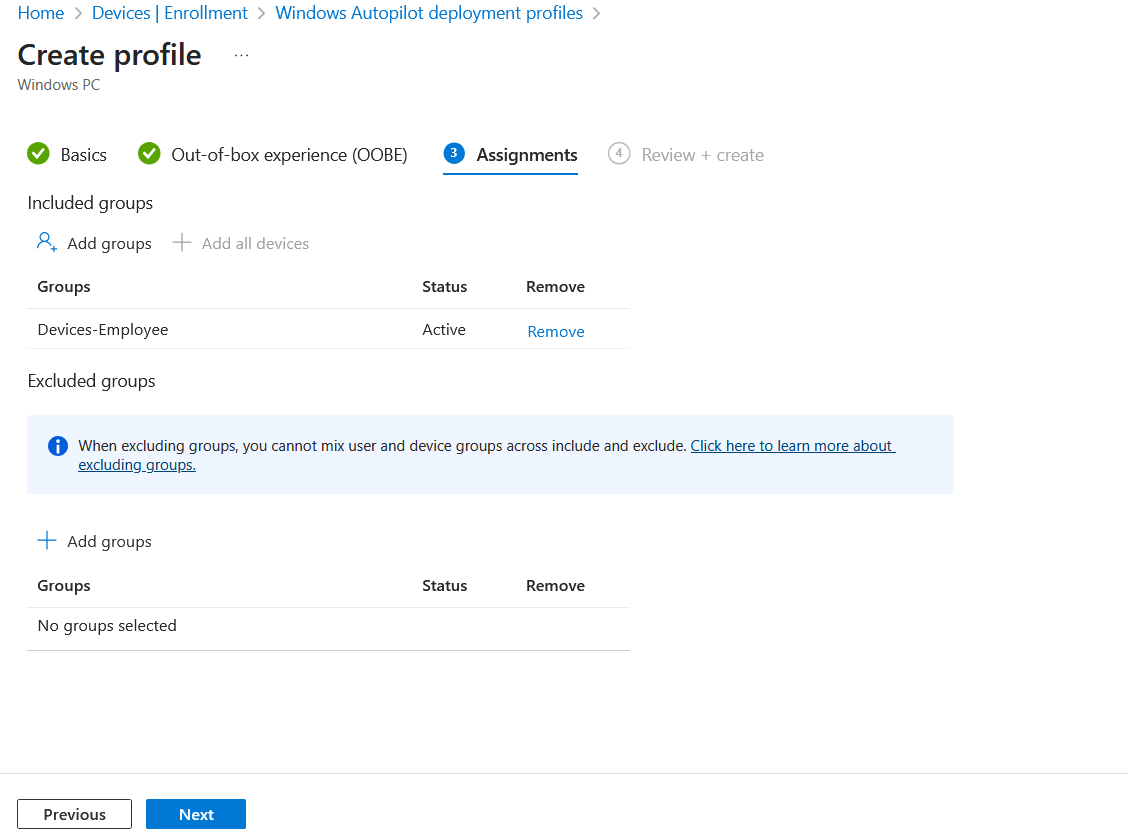 Home > Devices | Enrollment > Windows Autopilot deployment profiles >
Create profile ...
Windows PC
Basics Out-of-box experience (OOBE) 3 Assignments 4 Review + create
Included groups
Add groups + Add all devices
Groups Status Remove
Devices-Employee Active Remove
Excluded groups
When excluding groups, you cannot mix user and device groups across include and exclude. Click here to learn more about
excluding groups.
+ Add groups
Groups Status Remove
No groups selected
Previous Next